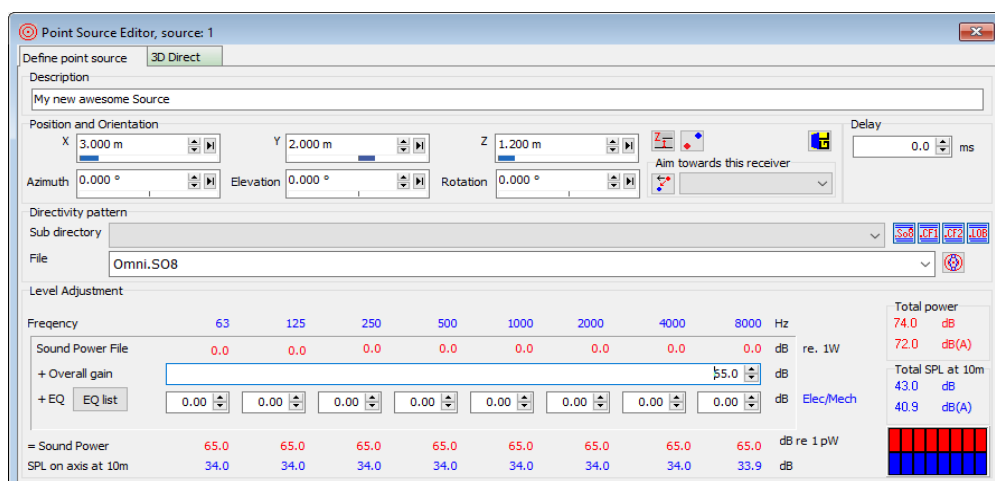 Point Source Editor, source: 1
Define point source 3D Direct
Description
My new awesome Source
Position and Orientation Delay
X 3.000 m Y 2.000 m Z 1.200 m 0.0 ms
Aim towards this receiver
Azimuth 0.000 ° Elevation 0.000 ° Rotation 0.000 °
Directivity pattern
Sub directory .So8 .CF1 .CF2 .LOB
File Omni.SO8
Level Adjustment
Total power
Freqency 63 125 250 500 1000 2000 4000 8000 Hz 74.0 dB
Sound Power File 0.0 0.0 0.0 0.0 0.0 0.0 0.0 0.0 dB re. 1W 72.0 dB(A)
+ Overall gain 65.0 dB Total SPL at 10m
43.0 dB
+ EQ EQ list 0.00 0.00 0.00 0.00 0.00 0.00 0.00 0.00 dB Elec/Mech 40.9 dB(A)
= Sound Power 65.0 65.0 65.0 65.0 65.0 65.0 65.0 65.0 dB re 1 pW
SPL on axis at 10m 34.0 34.0 34.0 34.0 34.0 34.0 34.0 33.9 dB